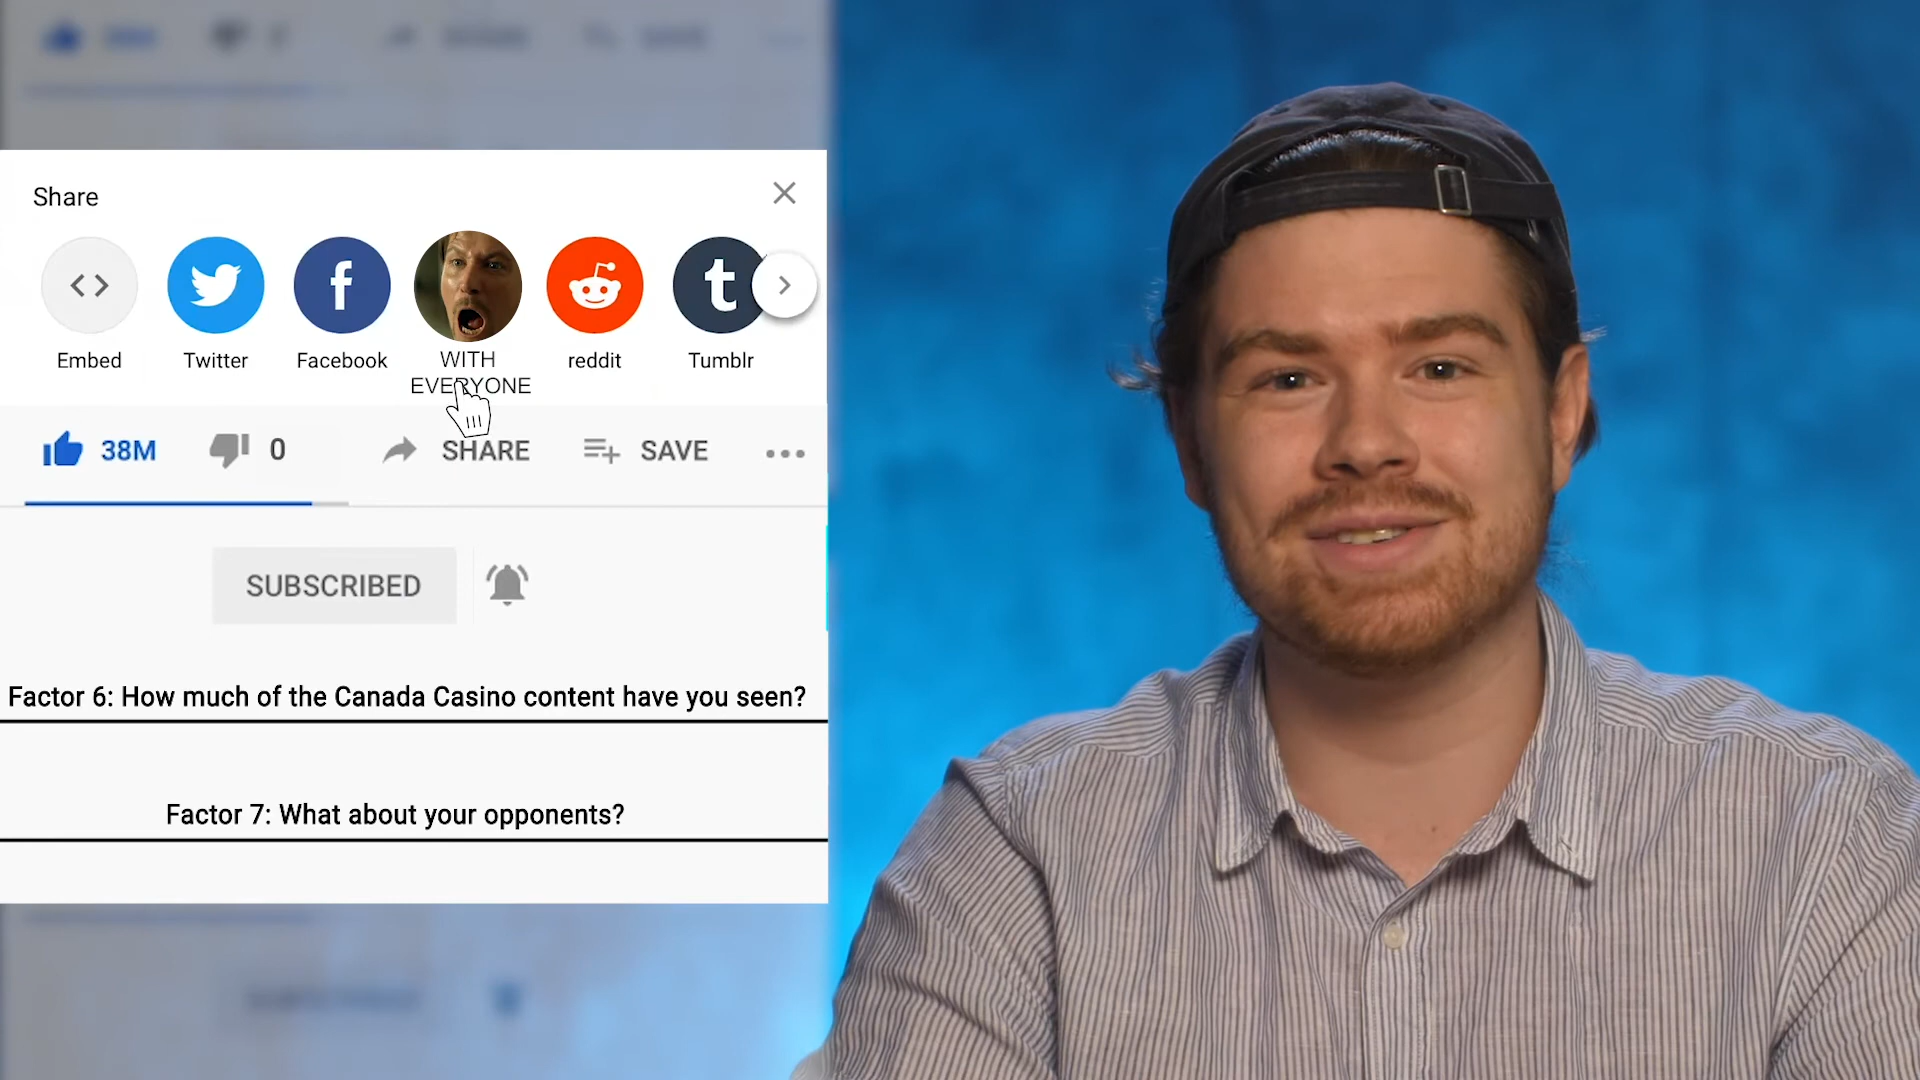 Share
Embed
Twitter
Facebook
WITH
EVERYONE
reddit
Tumblr
38M
0
SHARE
SAVE
SUBSCRIBED
Factor 6: How much of the Canada Casino content have you seen?
Factor 7: What about your opponents?